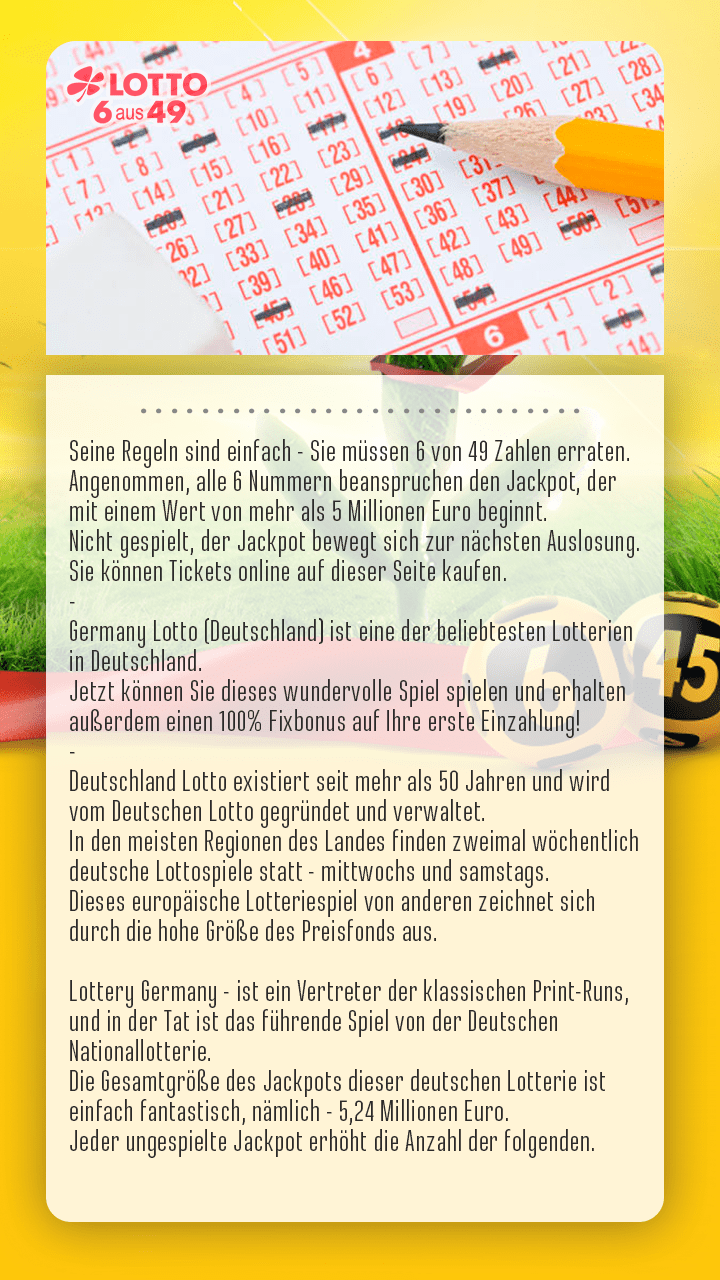 LOTTO
6 aus 49
Seine Regeln sind einfach - Sie müssen 6 von 49 Zahlen erraten.
Angenommen, alle 6 Nummern beanspruchen den Jackpot, der
mit einem Wert von mehr als 5 Millionen Euro beginnt.
Nicht gespielt, der Jackpot bewegt sich zur nächsten Auslosung.
Sie können Tickets online auf dieser Seite kaufen.
-
Germany Lotto (Deutschland) ist eine der beliebtesten Lotterien
in Deutschland.
Jetzt können Sie dieses wundervolle Spiel spielen und erhalten
außerdem einen 100% Fixbonus auf Ihre erste Einzahlung!
-
Deutschland Lotto existiert seit mehr als 50 Jahren und wird
vom Deutschen Lotto gegründet und verwaltet.
In den meisten Regionen des Landes finden zweimal wöchentlich
deutsche Lottospiele statt - mittwochs und samstags.
Dieses europäische Lotteriespiel von anderen zeichnet sich
durch die hohe Größe des Preisfonds aus.
Lottery Germany - ist ein Vertreter der klassischen Print-Runs,
und in der Tat ist das führende Spiel von der Deutschen
Nationallotterie.
Die Gesamtgröße des Jackpots dieser deutschen Lotterie ist
einfach fantastisch, nämlich - 5,24 Millionen Euro.
Jeder ungespielte Jackpot erhöht die Anzahl der folgenden.
6
45